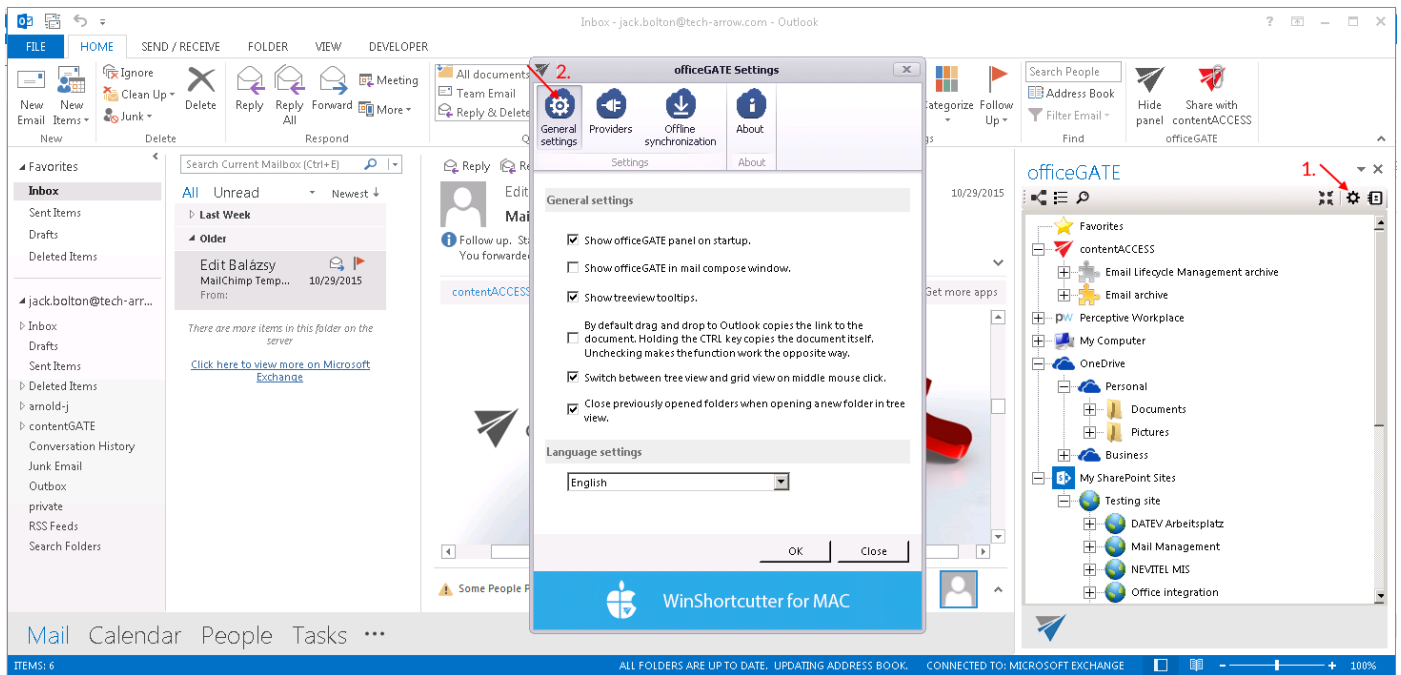 Inbox - jack.bolton@tech-arrow.com - Outlook
FILE HOME SEND / RECEIVE FOLDER VIEW DEVELOPER
New Email
New Items
New
Ignore
Clean Up
Junk
Delete
Delete
Reply
Reply All
Forward
Meeting
More
Respond
All documents
Team Email
Reply & Delete
Categorize
Follow Up
Search People
Address Book
Filter Email
Find
Hide panel
Share with contentACCESS
officeGATE
Favorites
Inbox
Sent Items
Drafts
Deleted Items
jack.bolton@tech-arr...
Inbox
Drafts
Sent Items
Deleted Items
arnold-j
contentGATE
Conversation History
Junk Email
Outbox
private
RSS Feeds
Search Folders
Search Current Mailbox (Ctrl+E)
All Unread Newest
Last Week
Older
Edit Balázsy
MailChimp Temp... 10/29/2015
From:
There are more items in this folder on the
server
Click here to view more on Microsoft
Exchange
Reply
Edit
10/29/2015
Mai
Follow up.
You forwarded
contentACCESS
Get more apps
Some People P
2.
officeGATE Settings
General settings
Providers
Offline synchronization
About
Settings
About
General settings
Show officeGATE panel on startup.
Show officeGATE in mail compose window.
Show treeview tooltips.
By default drag and drop to Outlook copies the link to the
document. Holding the CTRL key copies the document itself.
Unchecking makes the function work the opposite way.
Switch between tree view and grid view on middle mouse click.
Close previously opened folders when opening a new folder in tree
view.
Language settings
English
OK Close
WinShortcutter for MAC
officeGATE
1.
Favorites
contentACCESS
Email Lifecycle Management archive
Email archive
pw Perceptive Workplace
My Computer
OneDrive
Personal
Documents
Pictures
Business
My SharePoint Sites
Testing site
DATEV Arbeitsplatz
Mail Management
NEVITEL MIS
Office integration
Mail Calendar People Tasks
ITEMS: 6
ALL FOLDERS ARE UP TO DATE. UPDATING ADDRESS BOOK. CONNECTED TO: MICROSOFT EXCHANGE 100%